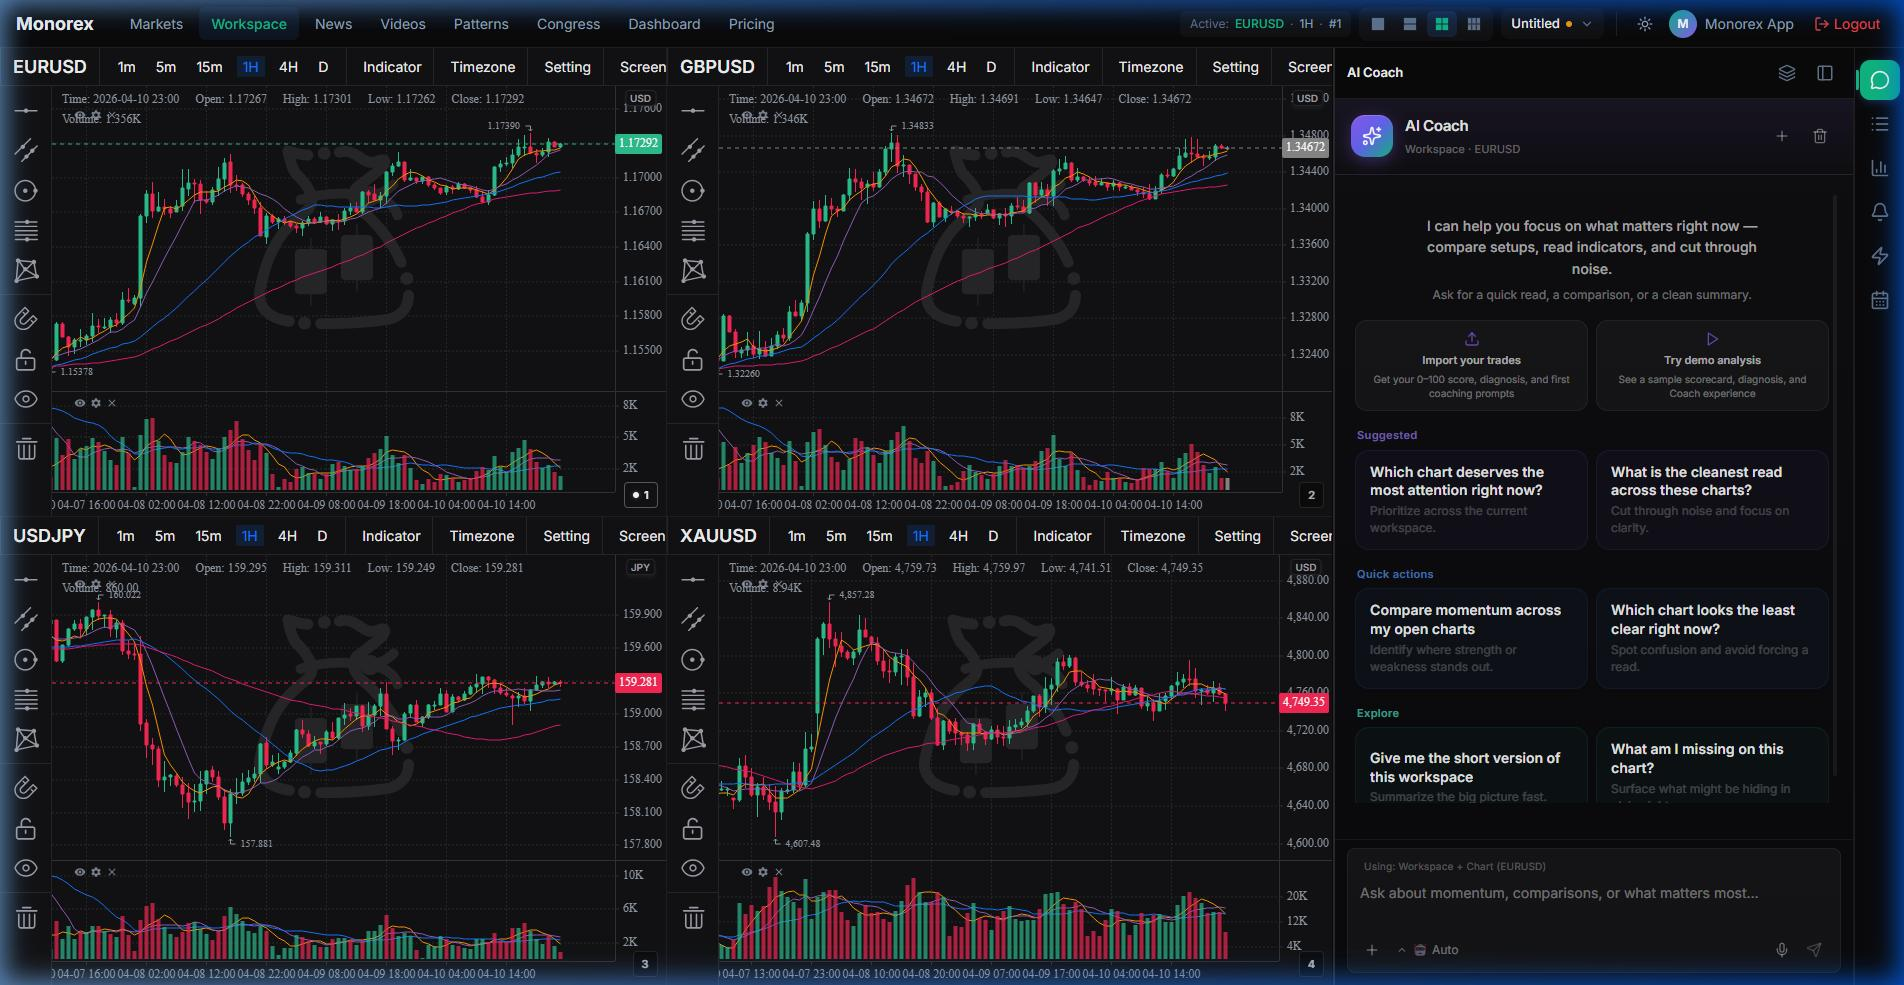 Monorex Markets Workspace News Videos Patterns Congress Dashboard Pricing Active: EURUSD · 1H · #1 Untitled M Monorex App Logout
EURUSD 1m 5m 15m 1H 4H D Indicator Timezone Setting Screen
Time: 2026-04-10 23:00 Open: 1.17267 High: 1.17301 Low: 1.17262 Close: 1.17292
Volume: 1.356K
USD
1.17600
1.17390
1.17292
1.17000
1.16700
1.16400
1.16100
1.15800
1.15500
1.15378
8K
5K
2K
1
04-07 16:00 04-08 02:00 04-08 12:00 04-08 22:00 04-09 08:00 04-09 18:00 04-10 04:00 04-10 14:00
GBPUSD 1m 5m 15m 1H 4H D Indicator Timezone Setting Screer
Time: 2026-04-10 23:00 Open: 1.34672 High: 1.34691 Low: 1.34647 Close: 1.34672
Volume: 1.346K
USD
1.34833
1.34800
1.34672
1.34400
1.34000
1.33600
1.33200
1.32800
1.32400
1.32260
8K
5K
2K
2
04-07 16:00 04-08 02:00 04-08 12:00 04-08 22:00 04-09 08:00 04-09 18:00 04-10 04:00 04-10 14:00
USDJPY 1m 5m 15m 1H 4H D Indicator Timezone Setting Screen
Time: 2026-04-10 23:00 Open: 159.295 High: 159.311 Low: 159.249 Close: 159.281
Volume: 860.00
JPY
160.022
159.900
159.600
159.281
159.000
158.700
158.400
158.100
157.881
157.800
10K
6K
2K
3
04-07 16:00 04-08 02:00 04-08 12:00 04-08 22:00 04-09 08:00 04-09 18:00 04-10 04:00 04-10 14:00
XAUUSD 1m 5m 15m 1H 4H D Indicator Timezone Setting Screer
Time: 2026-04-10 23:00 Open: 4,759.73 High: 4,759.97 Low: 4,741.51 Close: 4,749.35
Volume: 8.94K
USD
4,880.00
4,857.28
4,840.00
4,800.00
4,760.00
4,749.35
4,720.00
4,680.00
4,640.00
4,607.48
4,600.00
20K
12K
4K
4
04-07 13:00 04-07 23:00 04-08 10:00 04-08 20:00 04-09 07:00 04-09 17:00 04-10 04:00 04-10 14:00
AI Coach
AI Coach
Workspace · EURUSD
I can help you focus on what matters right now —
compare setups, read indicators, and cut through
noise.
Ask for a quick read, a comparison, or a clean summary.
Import your trades
Get your 0–100 score, diagnosis, and first
coaching prompts
Try demo analysis
See a sample scorecard, diagnosis, and
Coach experience
Suggested
Which chart deserves the
most attention right now?
Prioritize across the current
workspace.
What is the cleanest read
across these charts?
Cut through noise and focus on
clarity.
Quick actions
Compare momentum across
my open charts
Identify where strength or
weakness stands out.
Which chart looks the least
clear right now?
Spot confusion and avoid forcing a
read.
Explore
Give me the short version of
this workspace
Summarize the big picture fast.
What am I missing on this
chart?
Surface what might be hiding in
Using: Workspace + Chart (EURUSD)
Ask about momentum, comparisons, or what matters most...
Auto